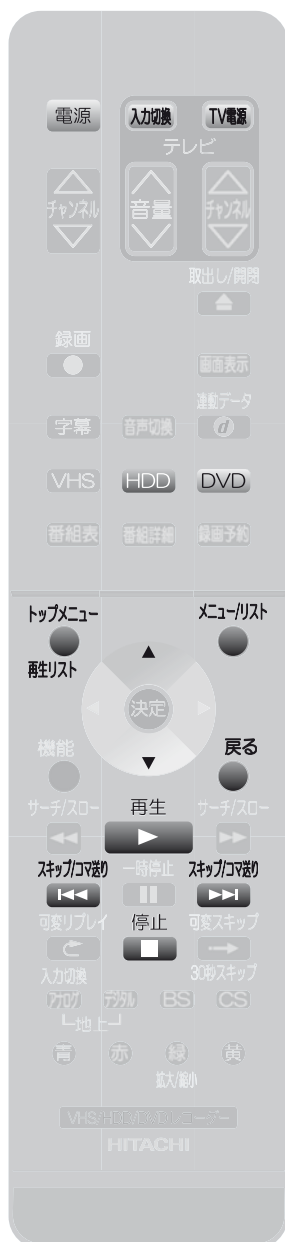 電源 入力切換 TV電源
テレビ
チャンネル 音量 チャンネル
取出し/開閉
録画
画面表示
連動データ
字幕 音声切換 d
VHS HDD DVD
番組表 番組詳細 録画予約
トップメニュー メニュー/リスト
再生リスト
決定
機能 戻る
サーチ/スロー 再生 サーチ/スロー
スキップ/コマ送り 一時停止 スキップ/コマ送り
可変リプレイ 停止 可変スキップ
入力切換 30秒スキップ
アナログ デジタル BS CS
地上
青 赤 緑 黄
拡大/縮小
VHS/HDD/DVDレコーダー
HITACHI